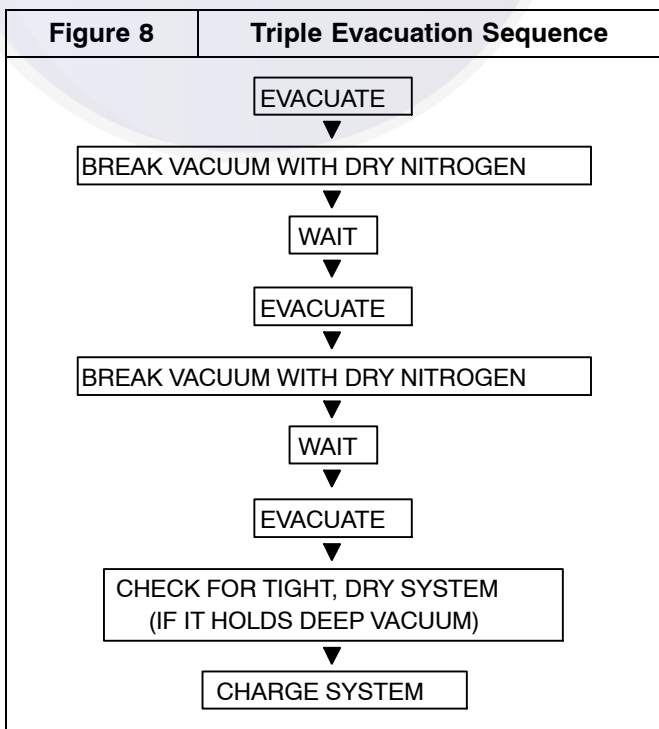 Figure 8 Triple Evacuation Sequence
EVACUATE
BREAK VACUUM WITH DRY NITROGEN
WAIT
EVACUATE
BREAK VACUUM WITH DRY NITROGEN
WAIT
EVACUATE
CHECK FOR TIGHT, DRY SYSTEM
(IF IT HOLDS DEEP VACUUM)
CHARGE SYSTEM